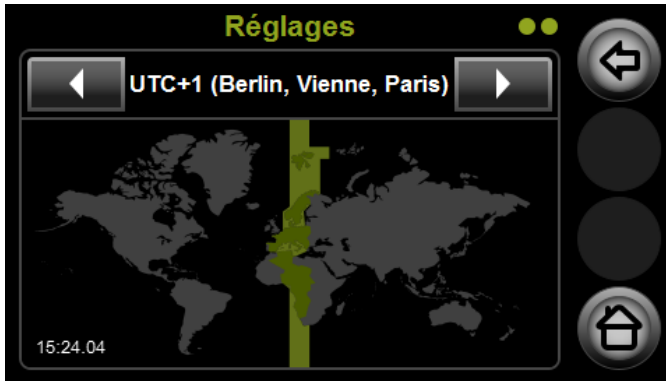 Réglages
UTC+1 (Berlin, Vienne, Paris)
15:24.04